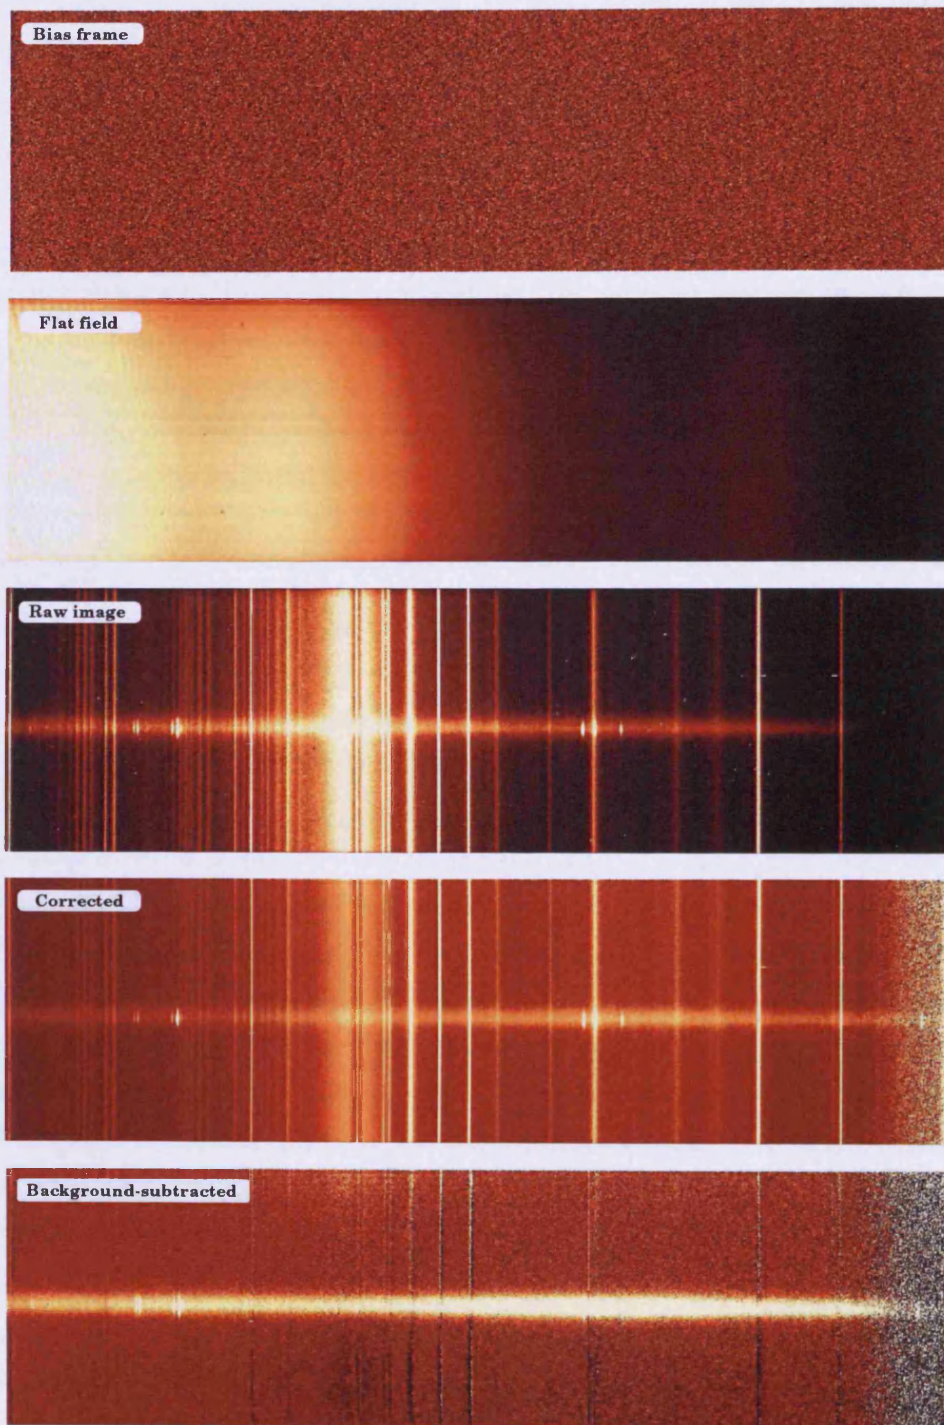 Bias frame
Flat field
Raw image
Corrected
Background-subtracted